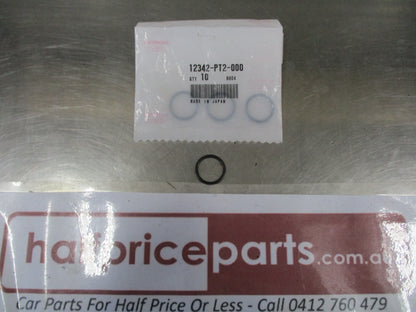 12342-PT2-000
QTY 10
MADE IN JAPAN
halfpriceparts.com.au
Car Parts For Half Price Or Less - Call 0412 760 479